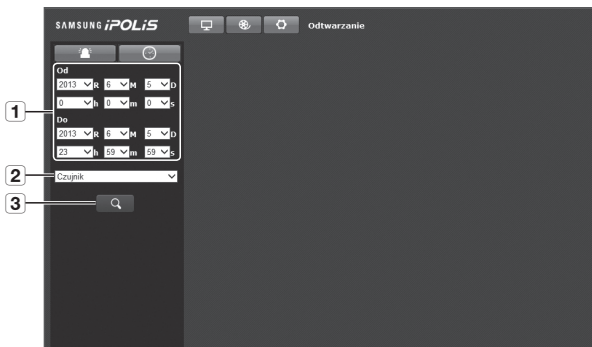 SAMSUNG iPOLiS Odtwarzanie
Od
2013 R 6 M 5 D
0 h 0 m 0 s
Do
2013 R 6 M 5 D
23 h 59 m 59 s
Czujnik
1
2
3